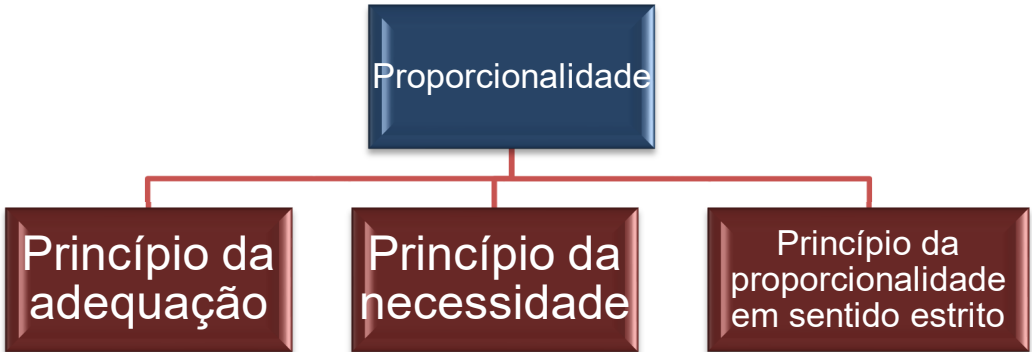 Proporcionalidade
Princípio da
adequação
Princípio da
necessidade
Princípio da
proporcionalidade
em sentido estrito